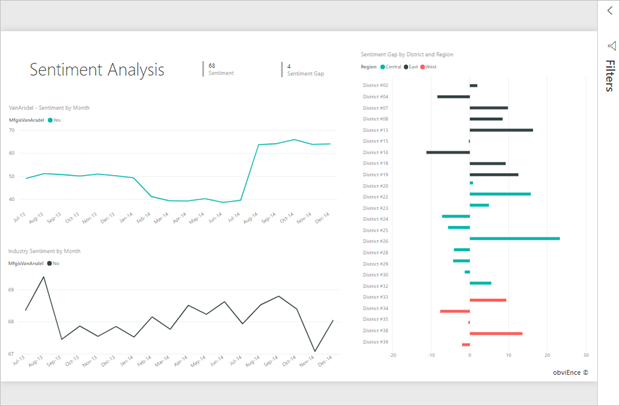 Sentiment Analysis
68
Sentiment
4
Sentiment Gap
VanArsdel - Sentiment by Month
MfgisVanArsdel No
70
60
50
40
Jul-13 Aug-13 Sep-13 Oct-13 Nov-13 Dec-13 Jan-14 Feb-14 Mar-14 Apr-14 May-14 Jun-14 Jul-14 Aug-14 Sep-14 Oct-14 Nov-14 Dec-14
Industry Sentiment by Month
MfgisVanArsdel No
69
68
67
Jul-13 Aug-13 Sep-13 Oct-13 Nov-13 Dec-13 Jan-14 Feb-14 Mar-14 Apr-14 May-14 Jun-14 Jul-14 Aug-14 Sep-14 Oct-14 Nov-14 Dec-14
Sentiment Gap by District and Region
Region Central East West
District #02
District #04
District #07
District #08
District #13
District #15
District #16
District #18
District #19
District #20
District #22
District #23
District #24
District #25
District #26
District #28
District #29
District #30
District #32
District #33
District #34
District #35
District #38
District #39
-20 -10 0 10 20 30
obviEnce ©
Filters